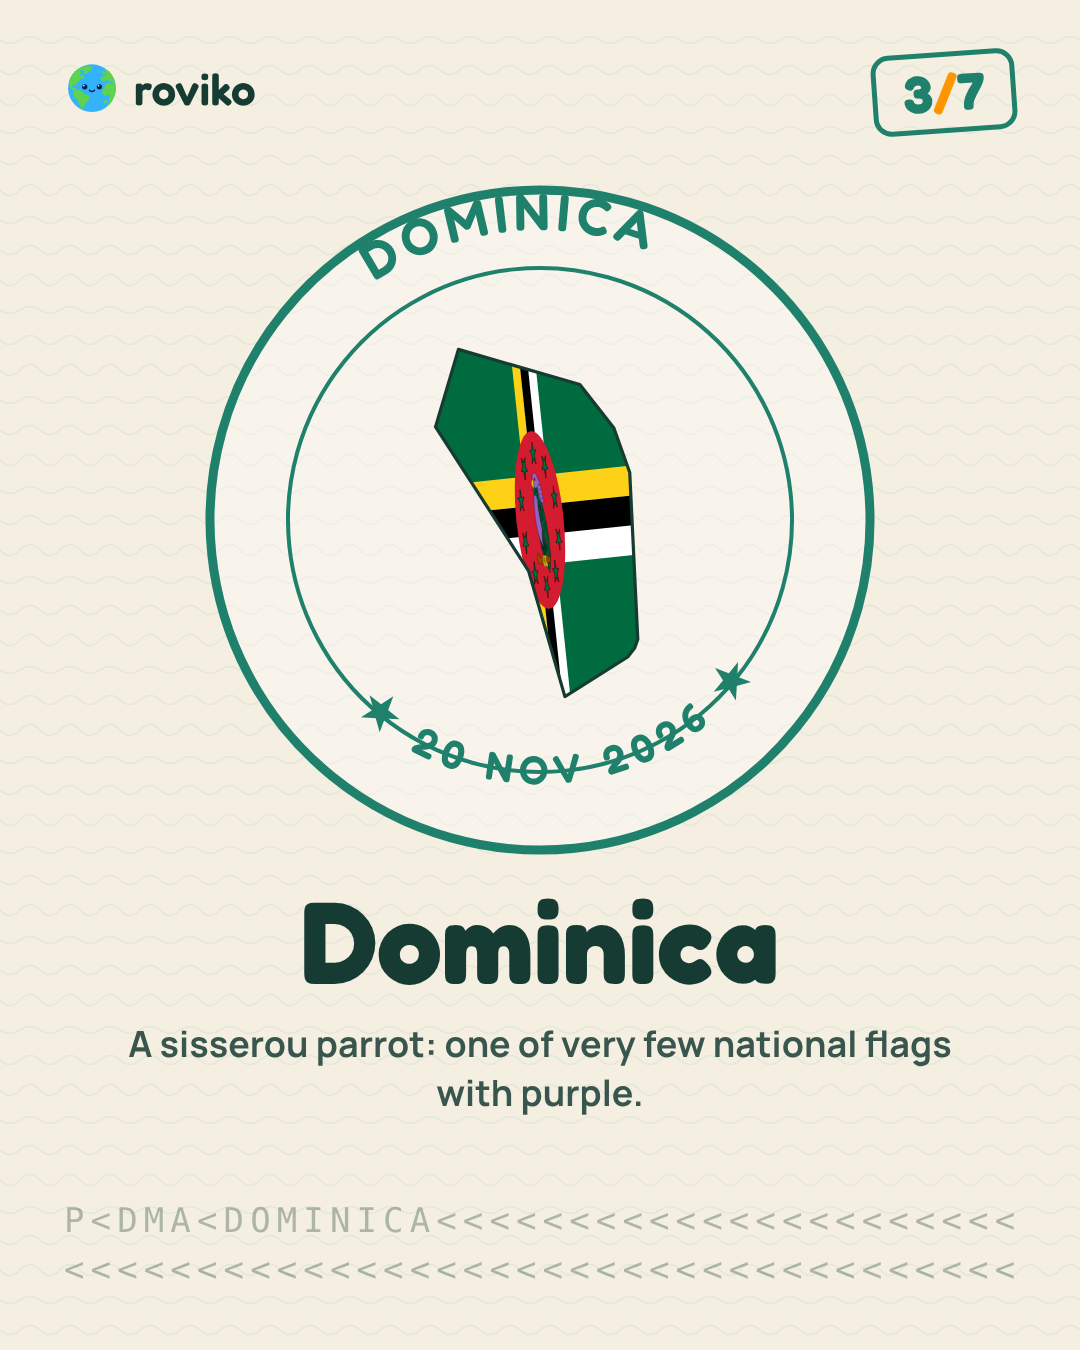 roviko
3/7
DOMINICA
★ 20 NOV 2026 ★
Dominica
A sisserou parrot: one of very few national flags
with purple.
P<DMA<DOMINICA<<<<<<<<<<<<<<<<<<<<<<
<<<<<<<<<<<<<<<<<<<<<<<<<<<<<<<<<<<<